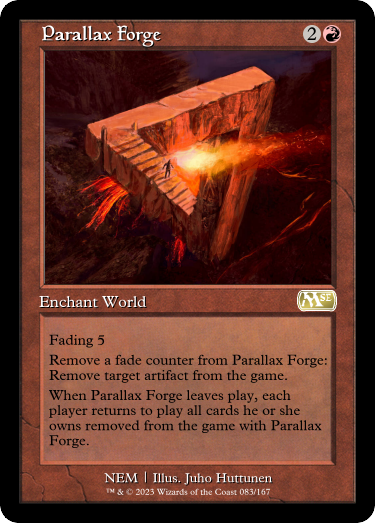 Parallax Forge 2
Enchant World MSE
Fading 5
Remove a fade counter from Parallax Forge:
Remove target artifact from the game.
When Parallax Forge leaves play, each
player returns to play all cards he or she
owns removed from the game with Parallax
Forge.
NEM | Illus. Juho Huttunen
™ & © 2023 Wizards of the Coast 083/167